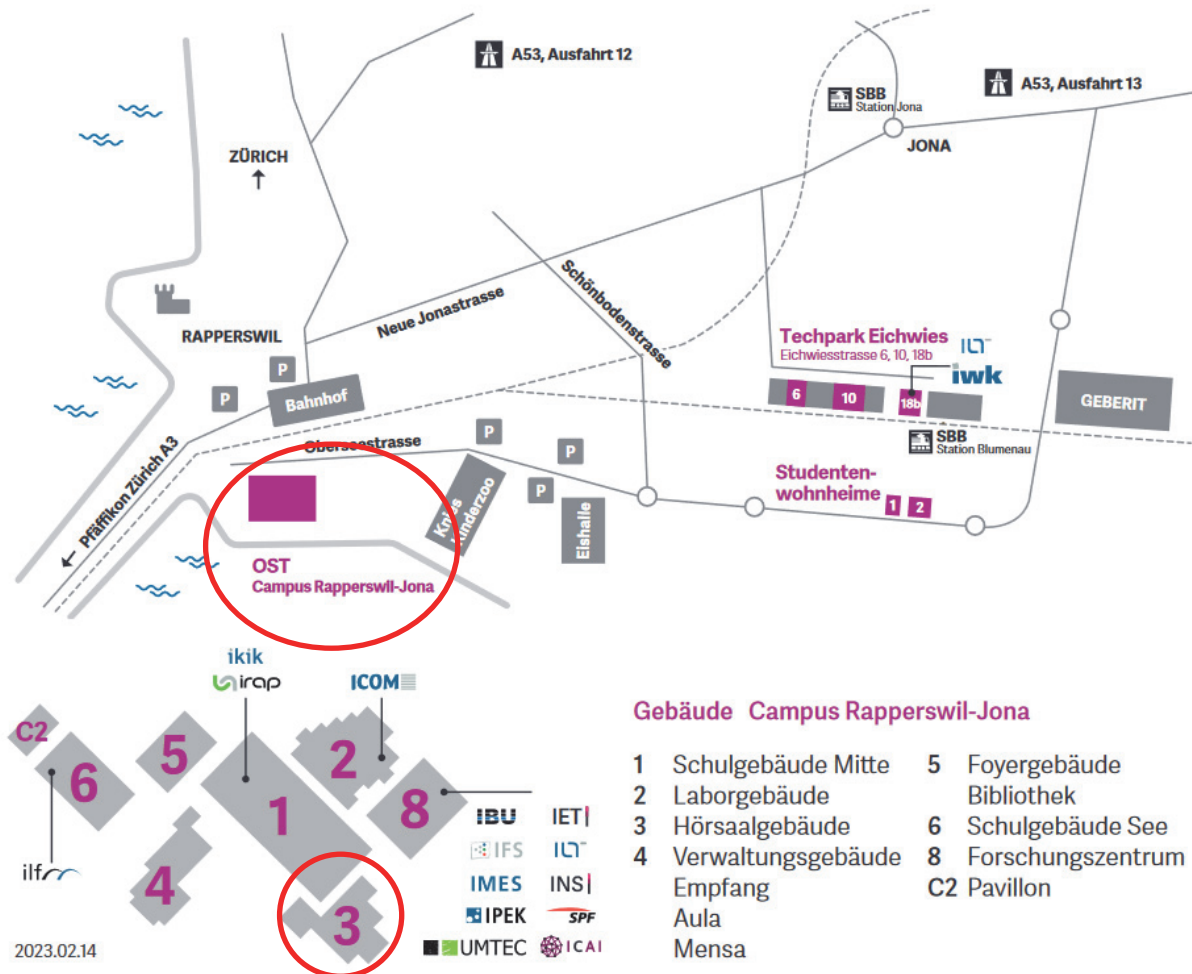 A53, Ausfahrt 12
SBB
Station Jona
A53, Ausfahrt 13
JONA
ZÜRICH
Neue Jonastrasse
Schönbodenstrasse
RAPPERSWIL
Techpark Eichwies
Eichwiesstrasse 6, 10, 18b
ILT
iwk
P
P
Bahnhof
6
10
18b
GEBERIT
SBB
Station Blumenau
Oberseestrasse
P
P
P
Pfäffikon Zürich A3
Knies
Kinderzoo
Eishalle
Studenten-
wohnheime
1
2
OST
Campus Rapperswil-Jona
ikik
irap
ICOM
C2
6
5
1
2
8
4
3
ilf
IBU
IET
IFS
ILT
IMES
INS
IPEK
SPF
UMTEC
ICAI
2023.02.14
Gebäude Campus Rapperswil-Jona
1 Schulgebäude Mitte
2 Laborgebäude
3 Hörsaalgebäude
4 Verwaltungsgebäude
Empfang
Aula
Mensa
5 Foyergebäude
Bibliothek
6 Schulgebäude See
8 Forschungszentrum
C2 Pavillon